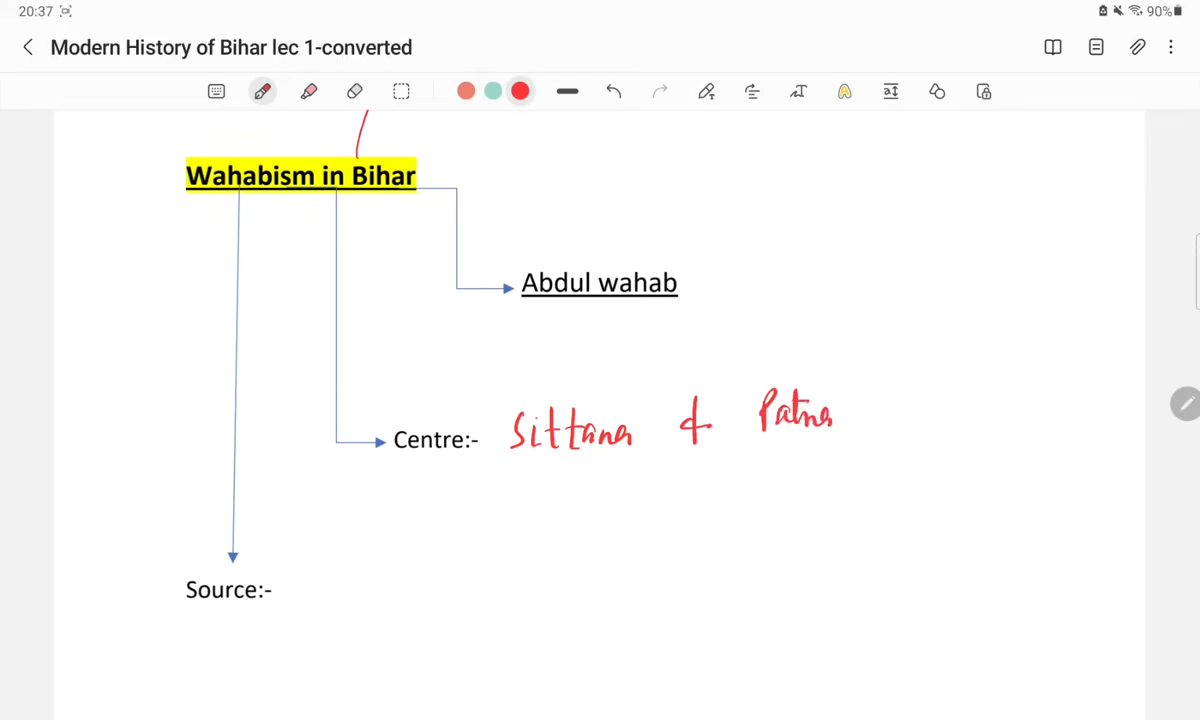 20:37 90%
Modern History of Bihar lec 1-converted
Wahabism in Bihar
Abdul wahab
Centre:- Sittana & Patna
Source:-